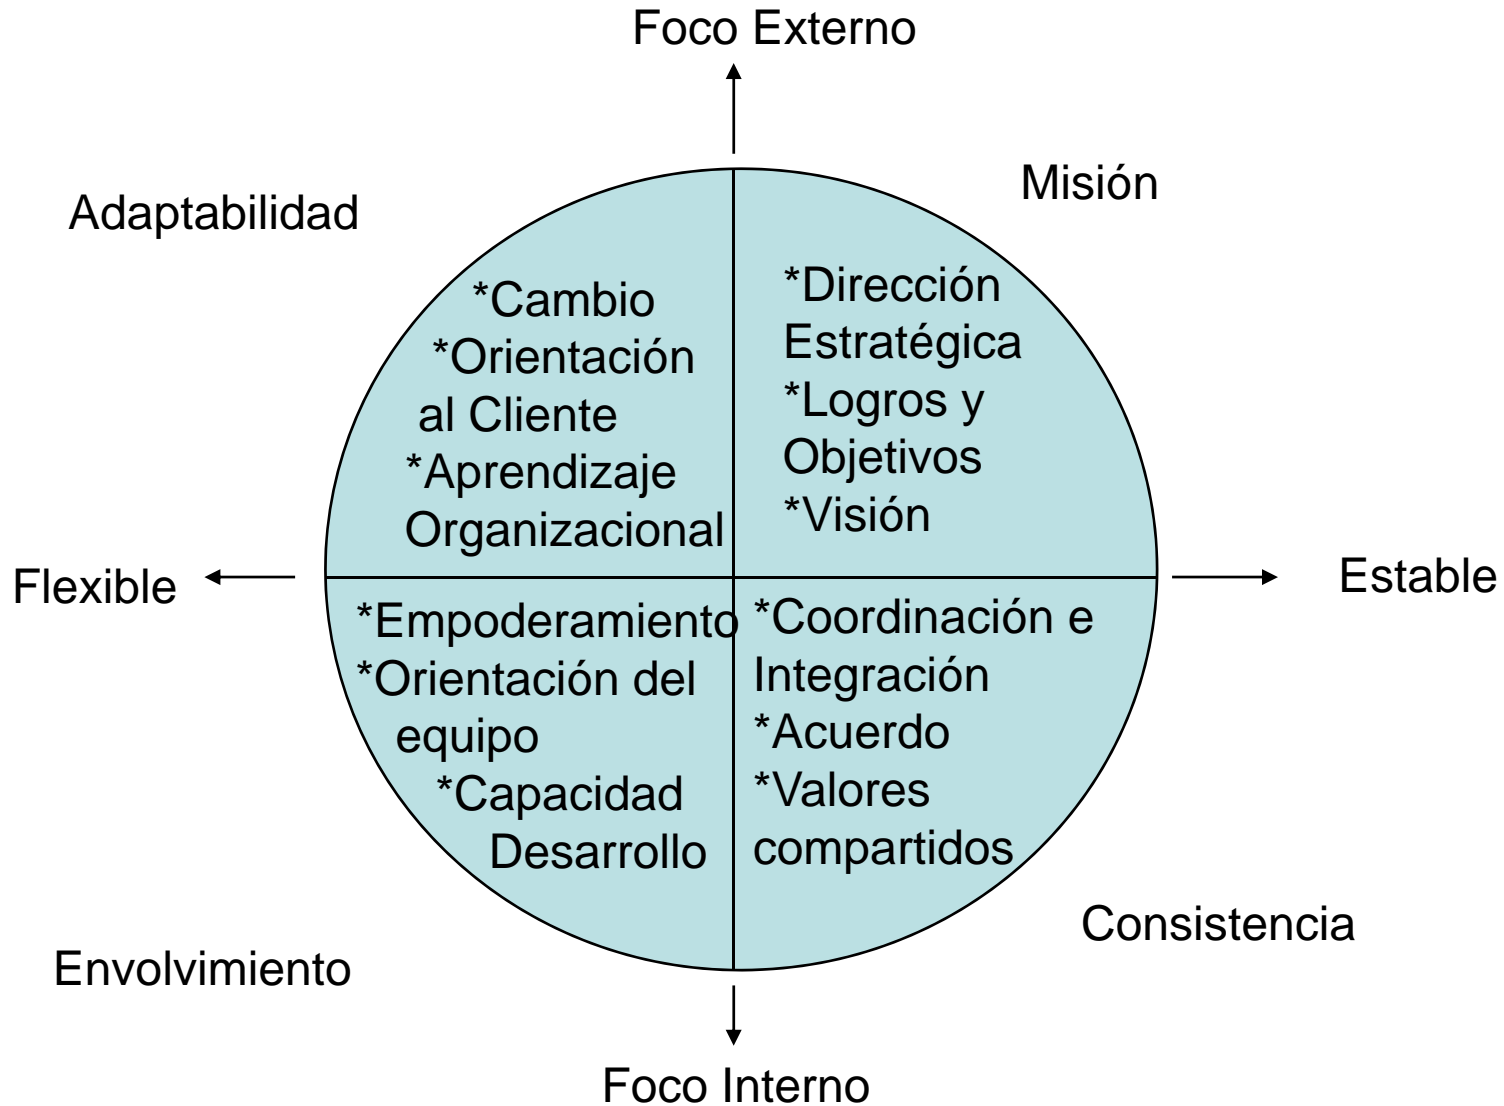 Foco Externo
Adaptabilidad
Misión
*Cambio
*Orientación
al Cliente
*Aprendizaje
Organizacional
*Dirección
Estratégica
*Logros y
Objetivos
*Visión
Flexible
Estable
*Empoderamiento
*Orientación del
equipo
*Capacidad
Desarrollo
*Coordinación e
Integración
*Acuerdo
*Valores
compartidos
Envolvimiento
Consistencia
Foco Interno